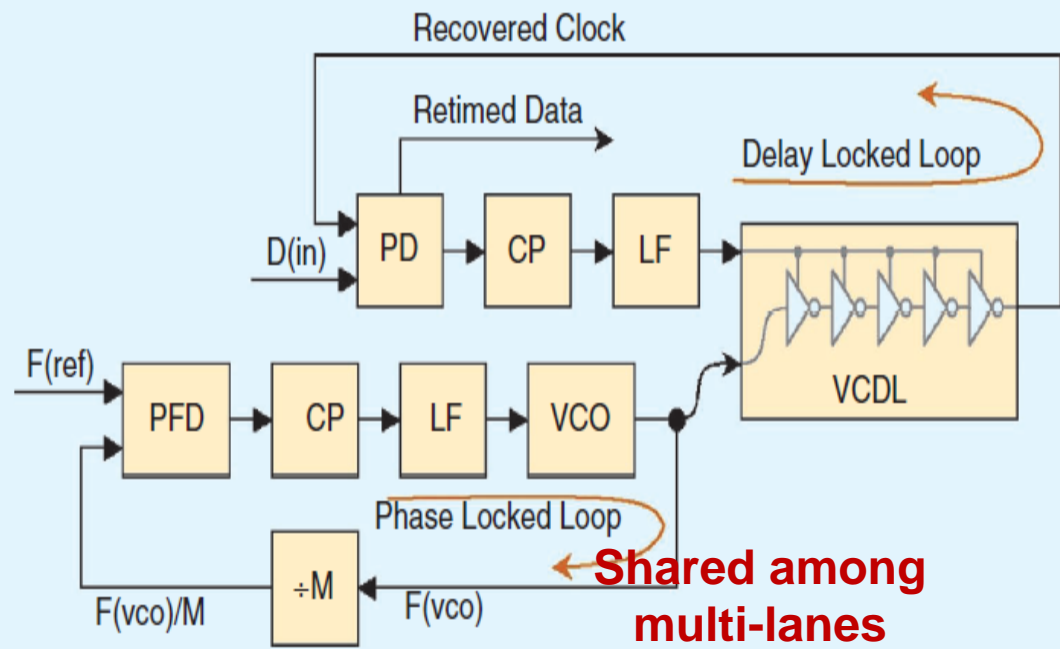 Recovered Clock
Retimed Data
Delay Locked Loop
D(in)
PD
CP
LF
VCDL
F(ref)
PFD
CP
LF
VCO
Phase Locked Loop
÷M
F(vco)/M
F(vco)
Shared among
multi-lanes